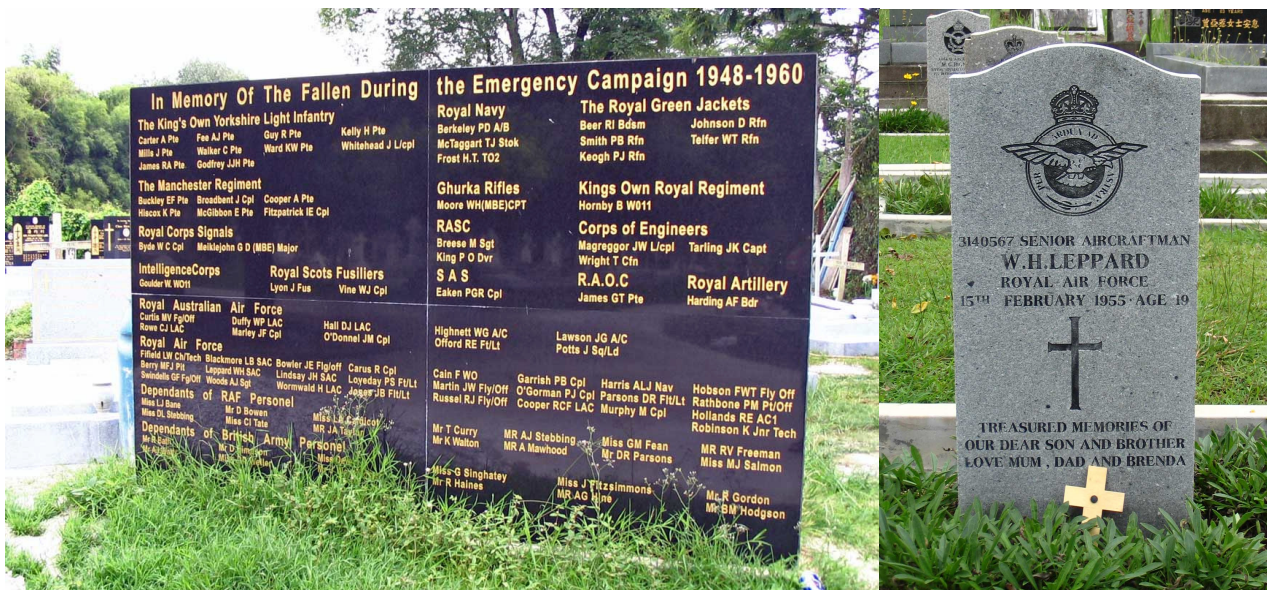 In Memory Of The Fallen During the Emergency Campaign 1948-1960
The King's Own Yorkshire Light Infantry
Carter A Pte Fee AJ Pte Guy R Pte Kelly H Pte
Mills J Pte Walker C Pte Ward KW Pte Whitehead J L/cpl
James RA Pte Godfrey JJH Pte
The Manchester Regiment
Buckley EF Pte Broadbent J Cpl Cooper A Pte
Hiscox K Pte McGibbon E Pte Fitzpatrick IE Cpl
Royal Corps Signals
Byde W C Cpl Meiklejohn G D (MBE) Major
IntelligenceCorps Royal Scots Fusiliers
Goulder W. WO11 Lyon J Fus Vine WJ Cpl
Royal Australian Air Force
Curtis MV Fg/Off Duffy WP LAC Hall DJ LAC
Rowe CJ LAC Marley JF Cpl O'Donnel JM Cpl
Royal Air Force
Fifield LW Ch/Tech Blackmore LB SAC Bowler JE Flg/off Carus R Cpl
Berry MFJ Plt Leppard WH SAC Lindsay JH SAC Loveday PS Ft/Lt
Swindells GF Fg/Off Woods AJ Sgt Wormwald H LAC Jones JB Flt/Lt
Dependants of RAF Personel
Miss LJ Bane Mr D Bowen Miss
Miss DL Stebbing Miss CI Tate MR JA
Dependants of British Army Personel
Royal Navy The Royal Green Jackets
Berkeley PD A/B Beer RI Bdsm Johnson D Rfn
McTaggart TJ Stok Smith PB Rfn Telfer WT Rfn
Frost H.T. TO2 Keogh PJ Rfn
Ghurka Rifles Kings Own Royal Regiment
Moore WH(MBE)CPT Hornby B W011
RASC Corps of Engineers
Breese M Sgt Magreggor JW L/cpl Tarling JK Capt
King P O Dvr Wright T Cfn
S A S R.A.O.C Royal Artillery
Eaken PGR Cpl James GT Pte Harding AF Bdr
Highnett WG A/C Lawson JG A/C
Offord RE Ft/Lt Potts J Sq/Ld
Cain F WO Garrish PB Cpl Harris ALJ Nav Hobson FWT Fly Off
Martin JW Fly/Off O'Gorman PJ Cpl Parsons DR Flt/Lt Rathbone PM Pt/Off
Russel RJ Fly/Off Cooper RCF LAC Murphy M Cpl Hollands RE AC1
Robinson K Jnr Tech
Mr T Curry MR AJ Stebbing Miss GM Fean MR RV Freeman
Mr K Walton MR A Mawhood Mr DR Parsons Miss MJ Salmon
Miss G Singhatey Miss J Fitzsimmons Mr R Gordon
Mr R Haines MR AG Hine Mr BM Hodgson
PER ARDUA AD ASTRA
3140567 SENIOR AIRCRAFTMAN
W.H.LEPPARD
ROYAL AIR FORCE
15TH FEBRUARY 1955 · AGE 19
TREASURED MEMORIES OF
OUR DEAR SON AND BROTHER
LOVE MUM, DAD AND BRENDA